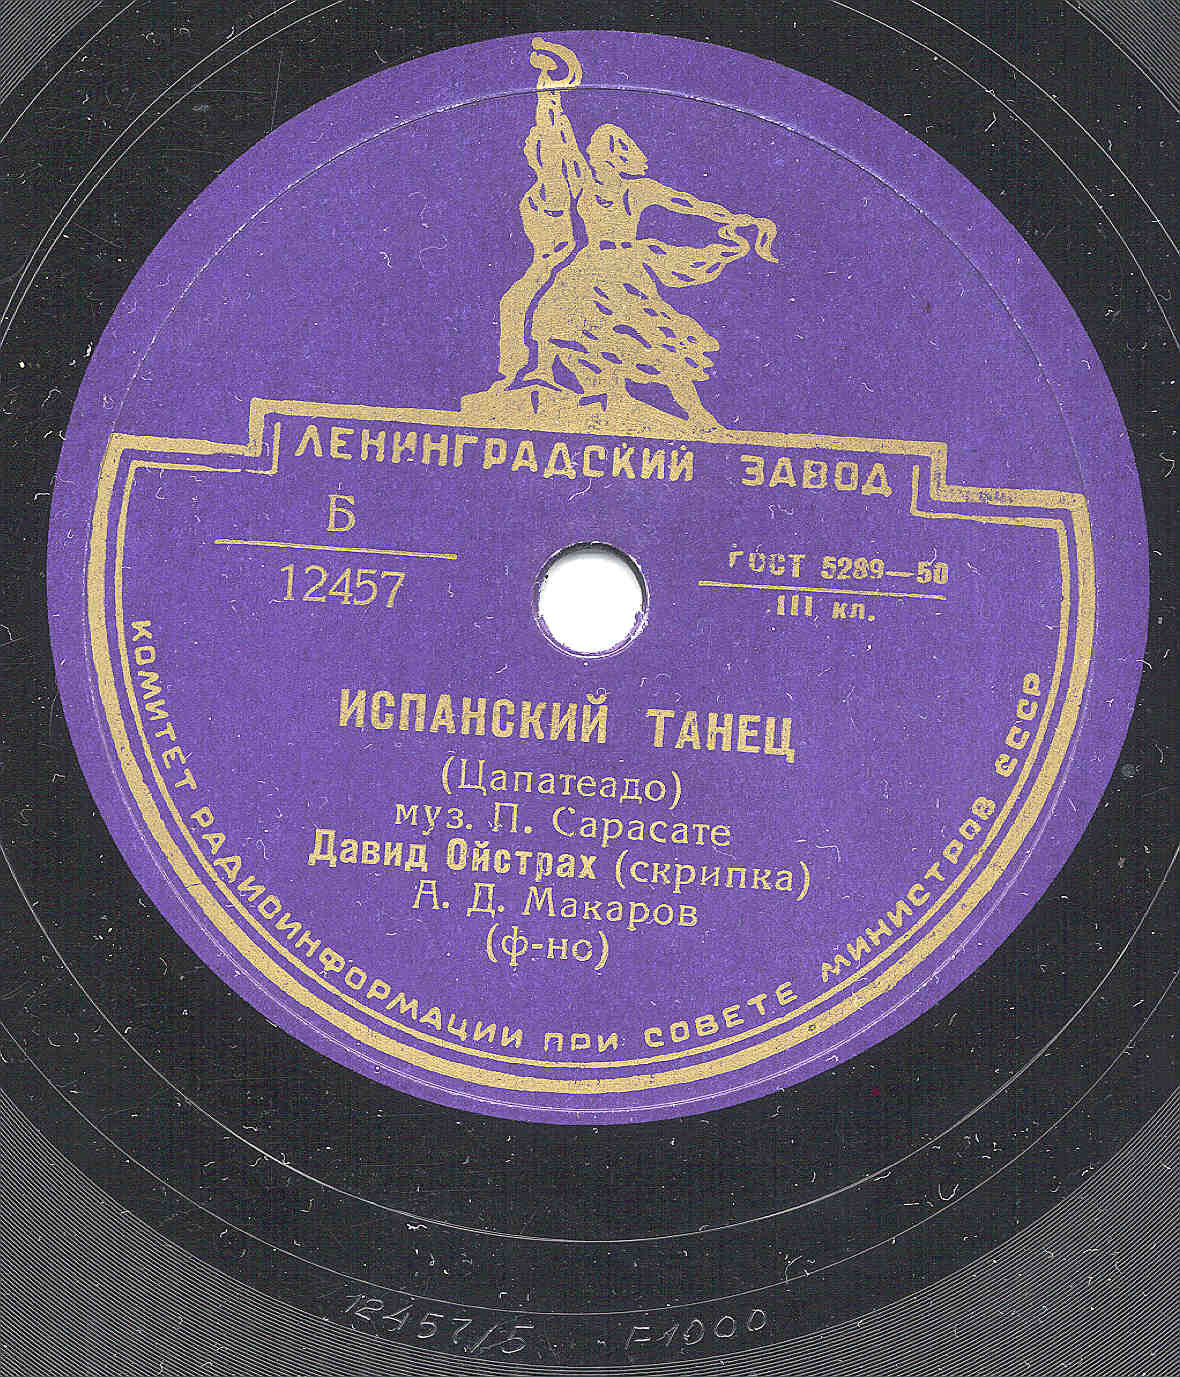 ЛЕНИНГРАДСКИЙ ЗАВОД
Б
12457
ГОСТ 5289—50
III кл.
ИСПАНСКИЙ ТАНЕЦ
(Цапатеадо)
муз. П. Сарасате
Давид Ойстрах (скрипка)
А. Д. Макаров
(ф-но)
КОМИТЕТ РАДИОИНФОРМАЦИИ ПРИ СОВЕТЕ МИНИСТРОВ СССР
12457/5 F1000